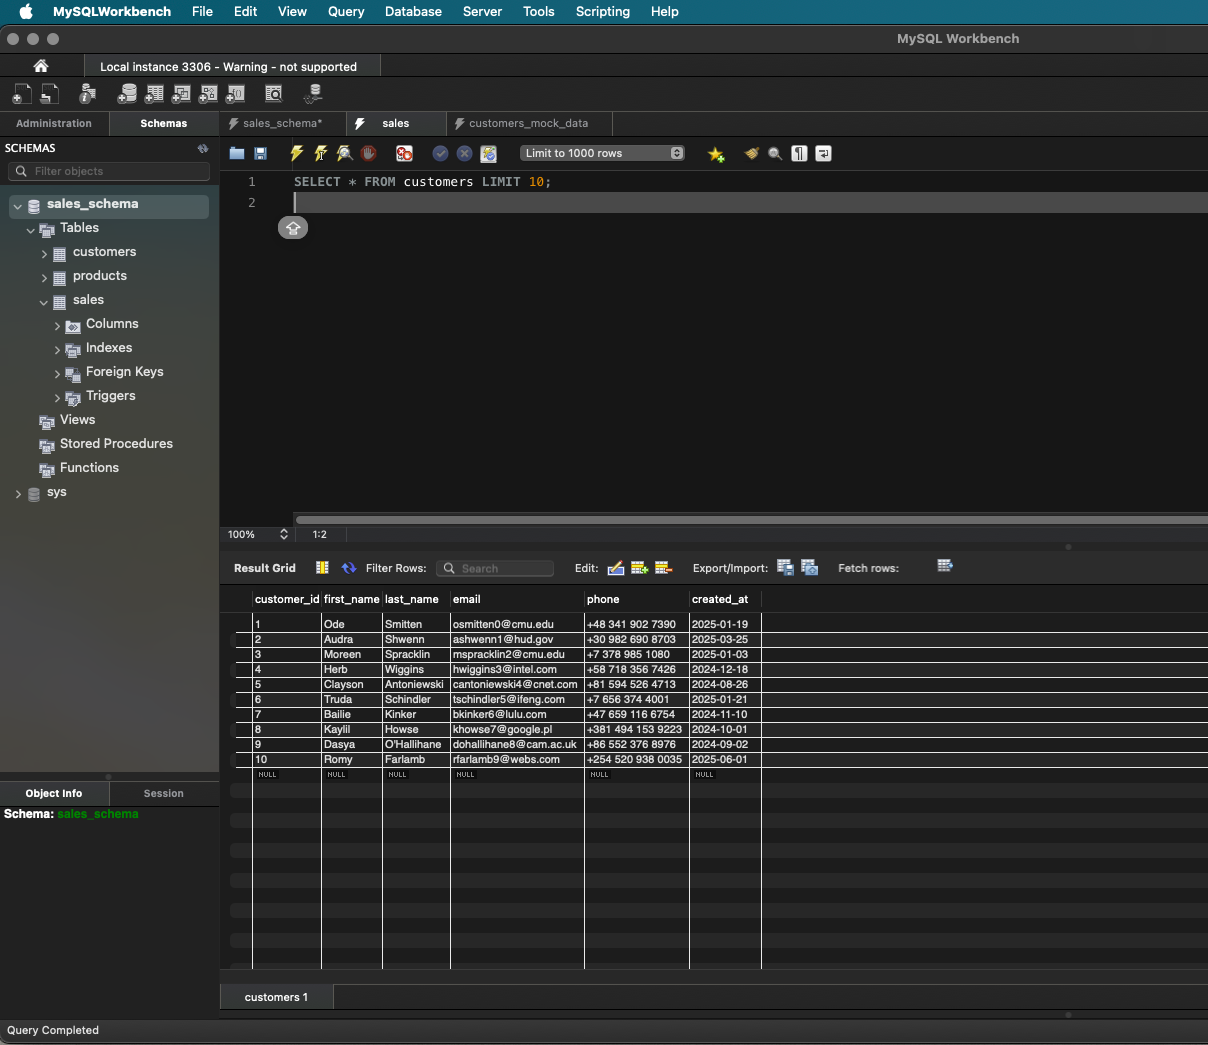 MySQLWorkbench File Edit View Query Database Server Tools Scripting Help
MySQL Workbench
Local instance 3306 - Warning - not supported
Administration Schemas sales_schema* sales customers_mock_data
SCHEMAS
Filter objects
Limit to 1000 rows
sales_schema
Tables
customers
products
sales
Columns
Indexes
Foreign Keys
Triggers
Views
Stored Procedures
Functions
sys
1 SELECT * FROM customers LIMIT 10;
2
100% 1:2
Result Grid Filter Rows: Search Edit: Export/Import: Fetch rows:
customer_id first_name last_name email phone created_at
1 Ode Smitten osmitten0@cmu.edu +48 341 902 7390 2025-01-19
2 Audra Shwenn ashwenn1@hud.gov +30 982 690 8703 2025-03-25
3 Moreen Spracklin mspracklin2@cmu.edu +7 378 985 1080 2025-01-03
4 Herb Wiggins hwiggins3@intel.com +58 718 356 7426 2024-12-18
5 Clayson Antoniewski cantoniewski4@cnet.com +81 594 526 4713 2024-08-26
6 Truda Schindler tschindler5@ifeng.com +7 656 374 4001 2025-01-21
7 Bailie Kinker bkinker6@lulu.com +47 659 116 6754 2024-11-10
8 Kaylil Howse khowse7@google.pl +381 494 153 9223 2024-10-01
9 Dasya O'Hallihane dohallihane8@cam.ac.uk +86 552 376 8976 2024-09-02
10 Romy Farlamb rfarlamb9@webs.com +254 520 938 0035 2025-06-01
NULL NULL NULL NULL NULL NULL
Object Info Session
Schema: sales_schema
customers 1
Query Completed